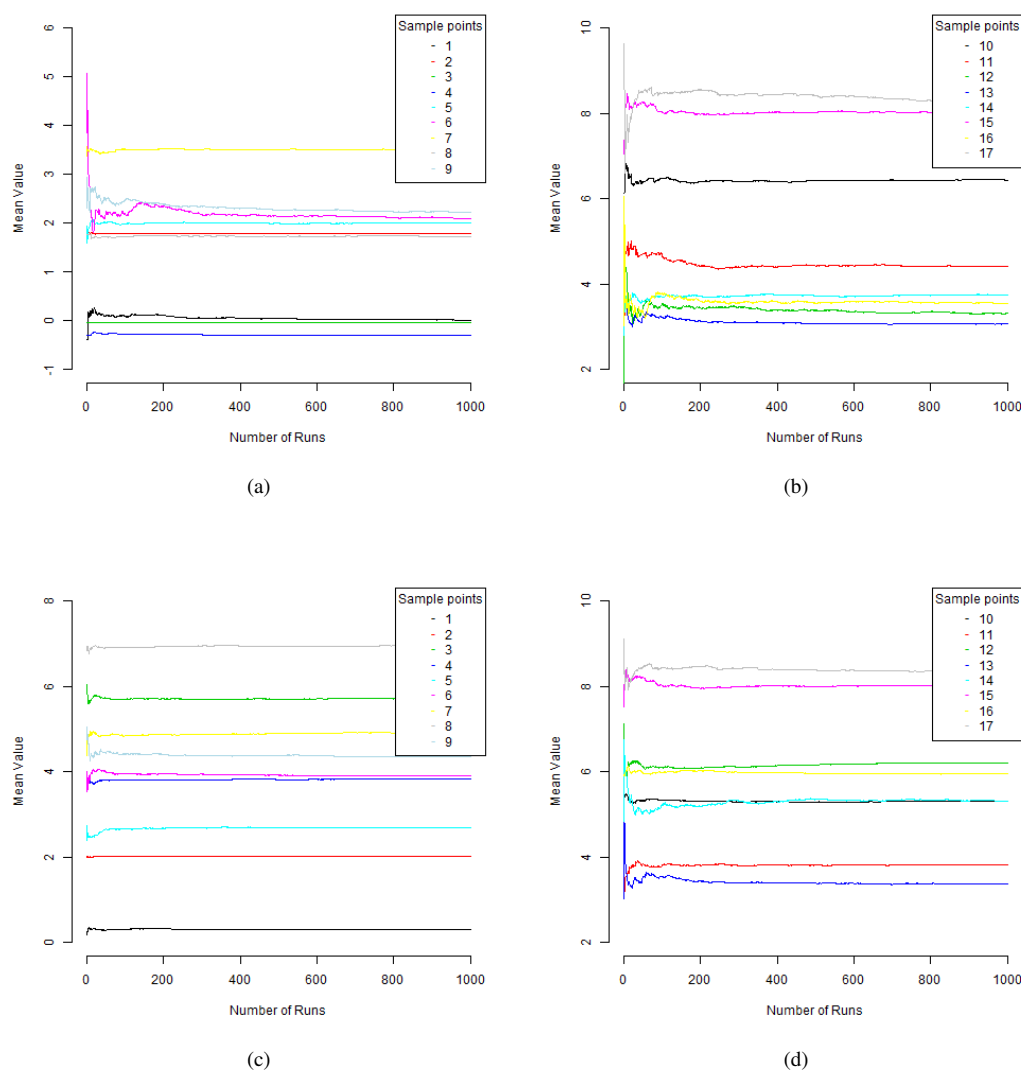 Sample points
1
2
3
4
5
6
7
8
9
6
5
4
3
2
1
0
-1
Mean Value
0 200 400 600 800 1000
Number of Runs
(a)
Sample points
10
11
12
13
14
15
16
17
10
8
6
4
2
Mean Value
0 200 400 600 800 1000
Number of Runs
(b)
Sample points
1
2
3
4
5
6
7
8
9
8
6
4
2
0
Mean Value
0 200 400 600 800 1000
Number of Runs
(c)
Sample points
10
11
12
13
14
15
16
17
10
8
6
4
2
Mean Value
0 200 400 600 800 1000
Number of Runs
(d)